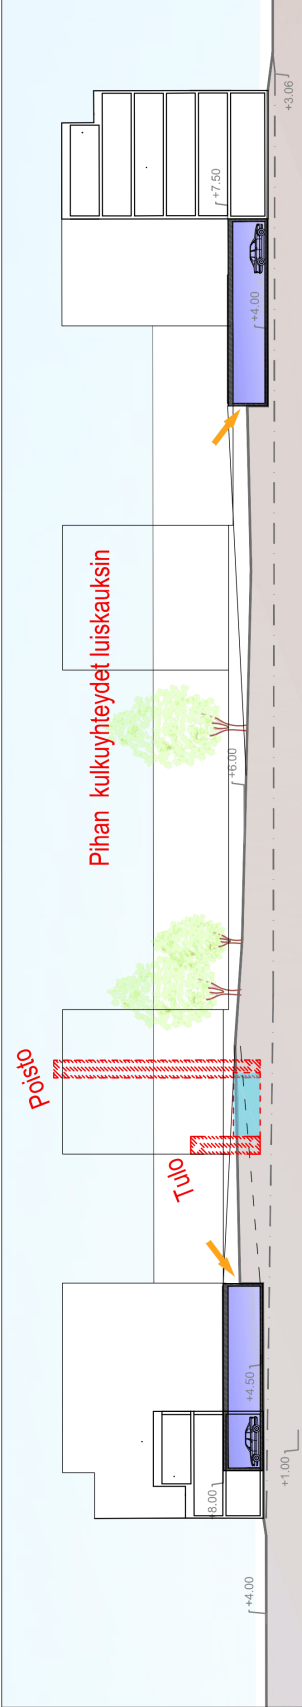 Poisto
Tulo
Pihan kulkuyhteydet luiskauksin
+4.00
+8.00
+1.00
+4.50
+6.00
+7.50
+4.00
+3.06